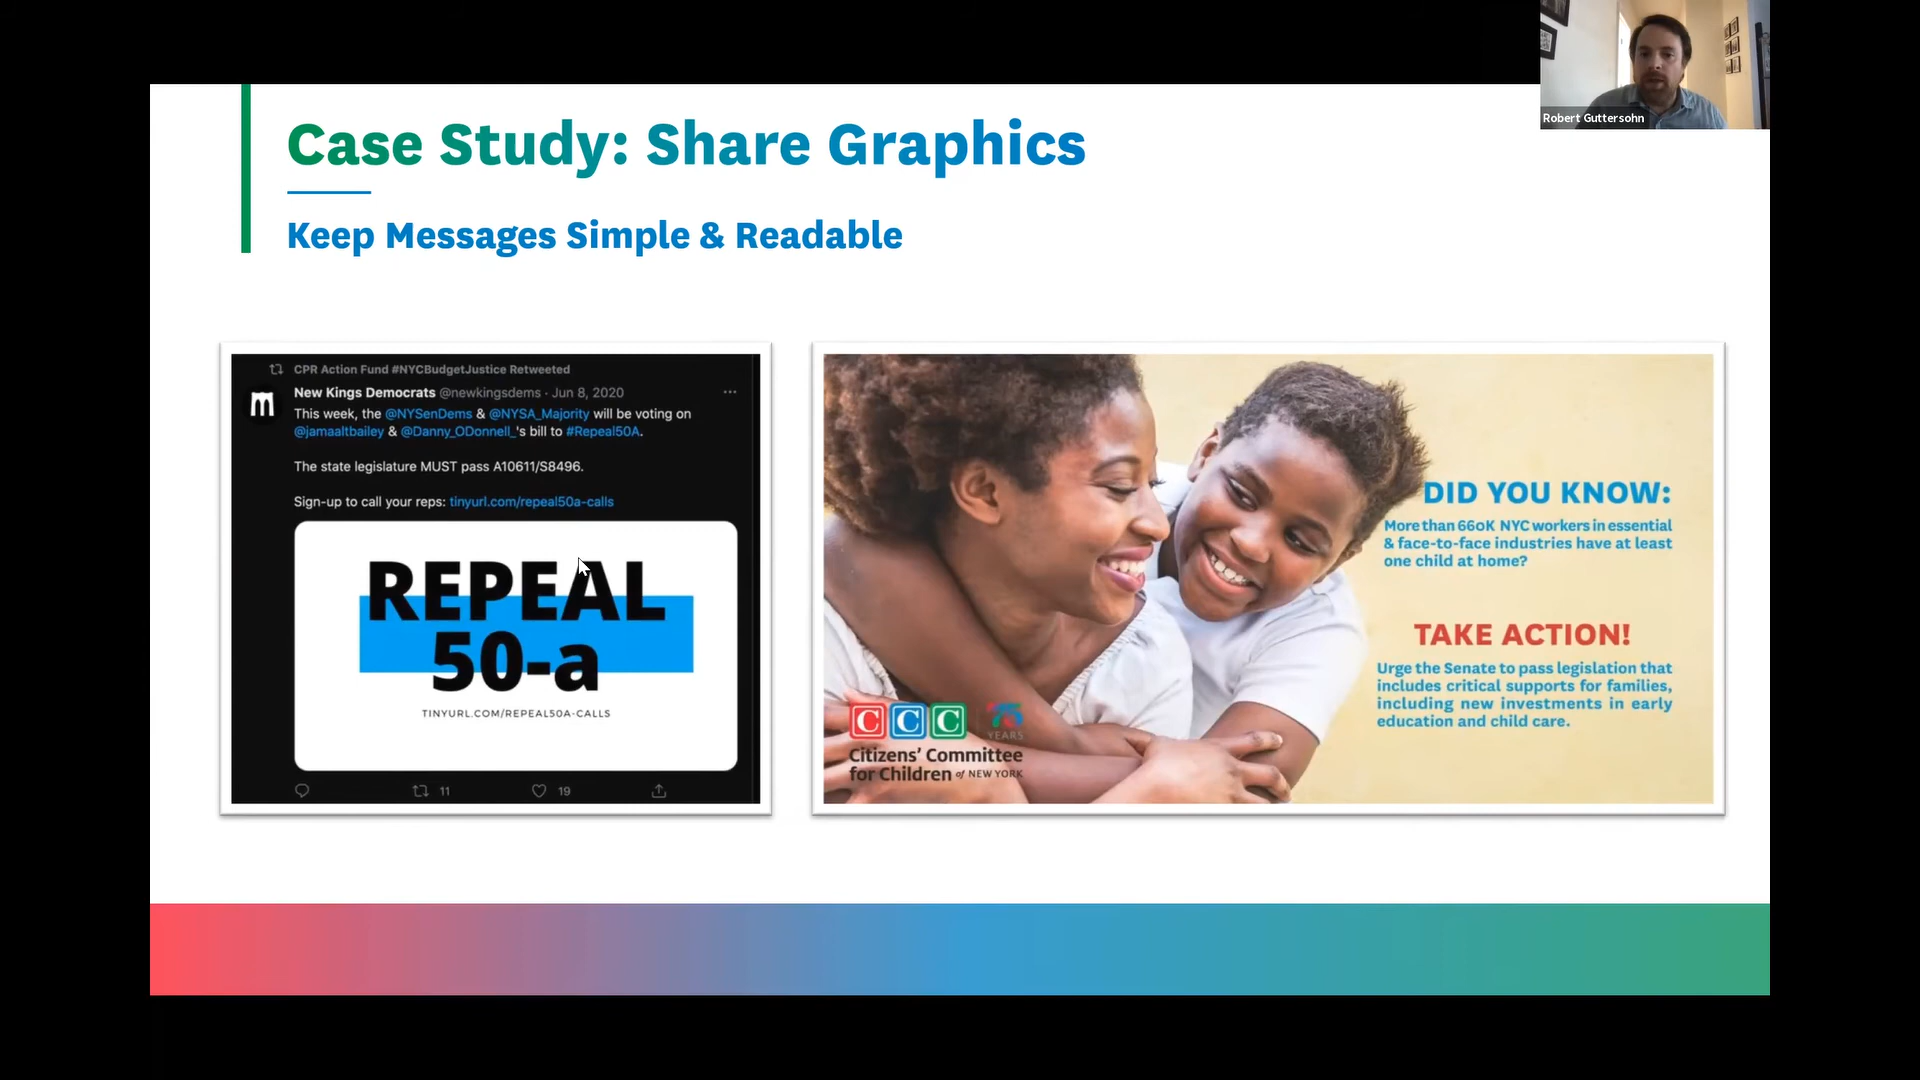 Robert Guttersohn
Case Study: Share Graphics
Keep Messages Simple & Readable
CPR Action Fund #NYCBudgetJustice Retweeted
New Kings Democrats @newkingsdems · Jun 8, 2020
This week, the @NYSenDems & @NYSA_Majority will be voting on
@jamaaltbailey & @Danny_ODonnell_'s bill to #Repeal50A.
The state legislature MUST pass A10611/S8496.
Sign-up to call your reps: tinyurl.com/repeal50a-calls
REPEAL
50-a
TINYURL.COM/REPEAL50A-CALLS
11 19
DID YOU KNOW:
More than 660K NYC workers in essential
& face-to-face industries have at least
one child at home?
TAKE ACTION!
Urge the Senate to pass legislation that
includes critical supports for families,
including new investments in early
education and child care.
CCC 75
YEARS
Citizens' Committee
for Children of NEW YORK